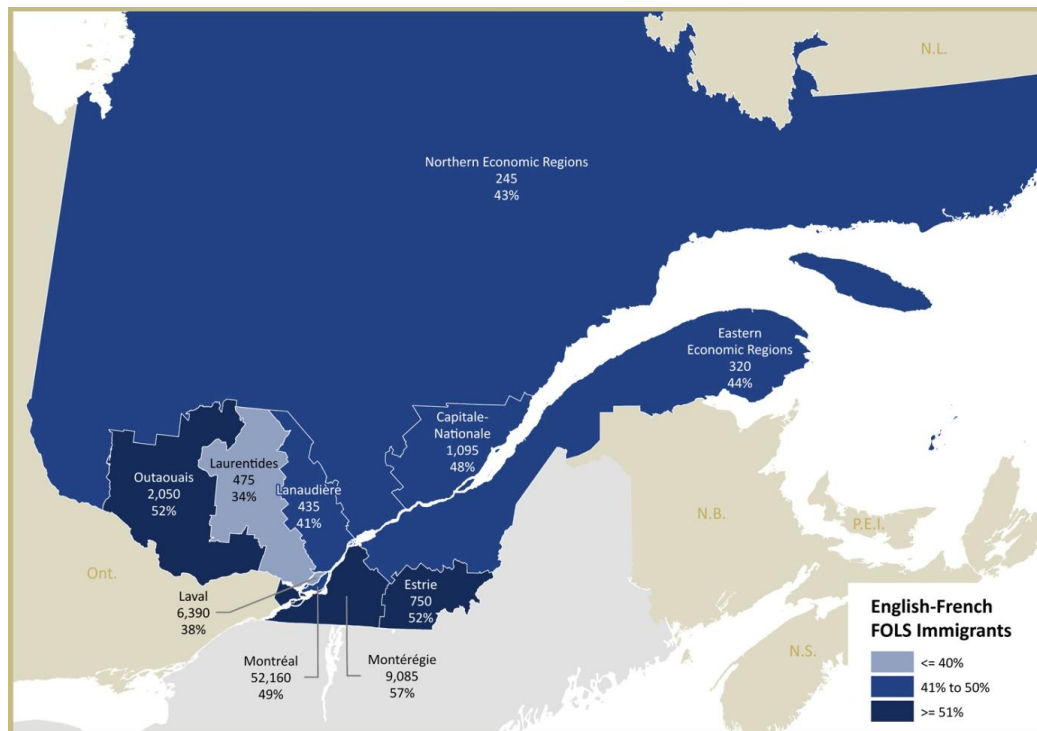 N.L.
Northern Economic Regions
245
43%
Eastern
Economic Regions
320
44%
Capitale-
Nationale
1,095
48%
Laurentides
475
34%
Outaouais
2,050
52%
Lanaudière
435
41%
N.B.
P.E.I.
Ont.
Estrie
750
52%
Laval
6,390
38%
Montréal
52,160
49%
Montérégie
9,085
57%
N.S.
English-French
FOLS Immigrants
<= 40%
41% to 50%
>= 51%